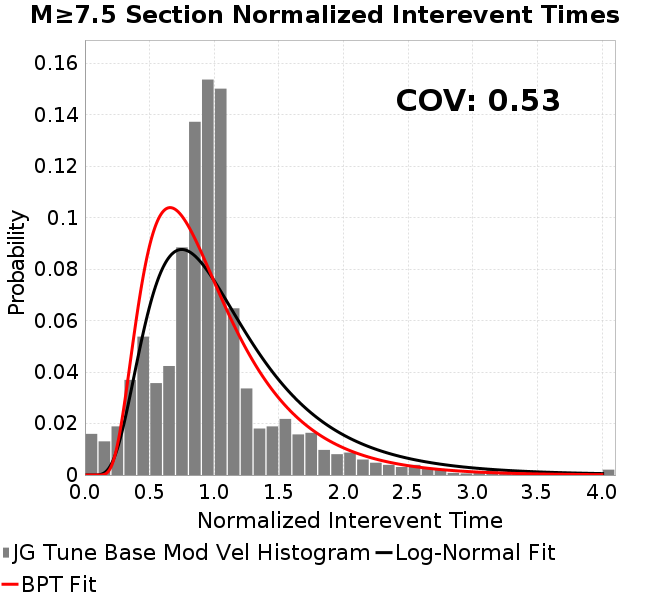 M≥7.5 Section Normalized Interevent Times
COV: 0.53
Probability
0.16
0.14
0.12
0.1
0.08
0.06
0.04
0.02
0
0.0 0.5 1.0 1.5 2.0 2.5 3.0 3.5 4.0
Normalized Interevent Time
JG Tune Base Mod Vel Histogram Log-Normal Fit
BPT Fit